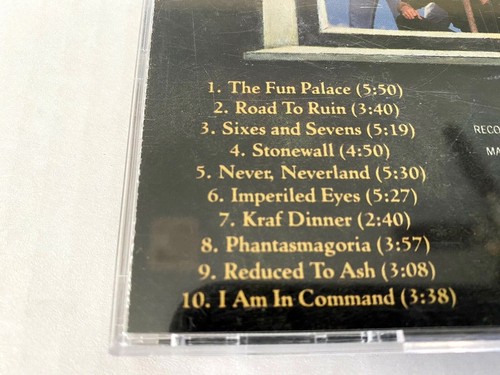 1. The Fun Palace (5:50)
2. Road To Ruin (3:40)
3. Sixes and Sevens (5:19)
4. Stonewall (4:50)
5. Never, Neverland (5:30)
6. Imperiled Eyes (5:27)
7. Kraf Dinner (2:40)
8. Phantasmagoria (3:57)
9. Reduced To Ash (3:08)
10. I Am In Command (3:38)
RECO
MA